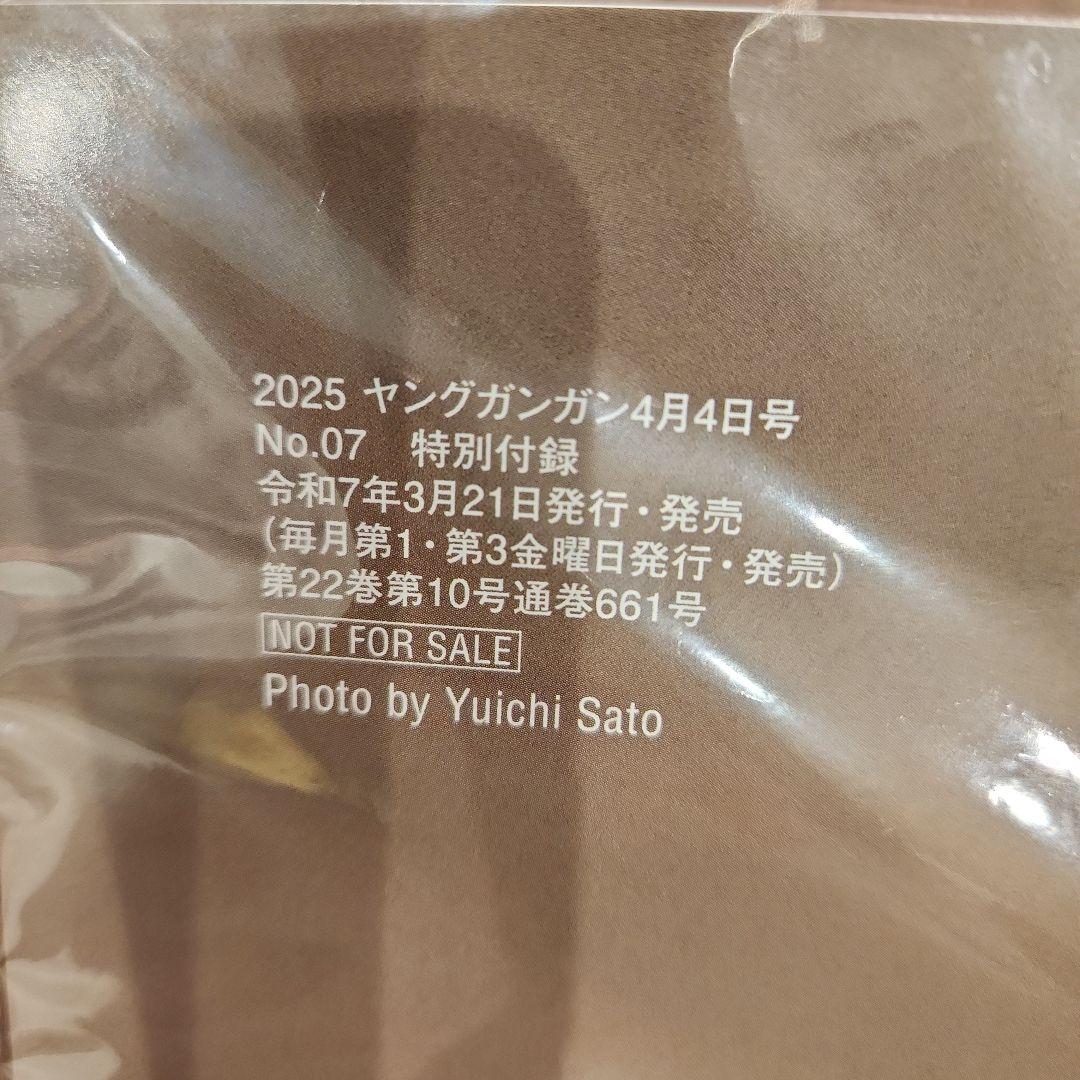 2025 ヤングガンガン4月4日号
No.07　特別付録
令和7年3月21日発行・発売
（毎月第1・第3金曜日発行・発売）
第22巻第10号通巻661号
NOT FOR SALE
Photo by Yuichi Sato